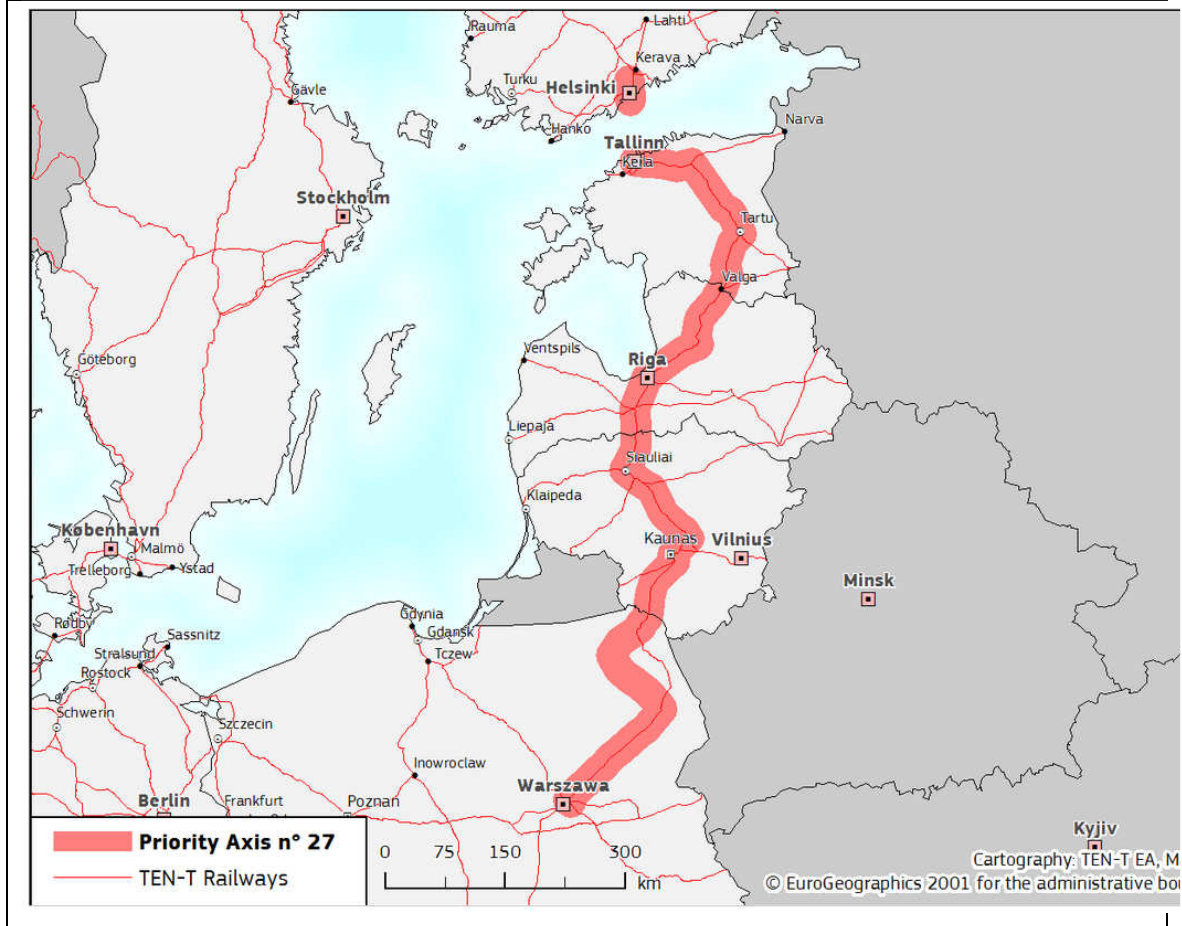 Rauma
Lahti
Kerava
Turku
Helsinki
Gävle
Hanko
Narva
Tallinn
Keila
Stockholm
Tartu
Valga
Göteborg
Ventspils
Riga
Liepaja
Siauliai
Klaipeda
København
Malmö
Kaunas
Vilnius
Trelleborg
Ystad
Minsk
Rødby
Sassnitz
Gdynia
Gdansk
Stralsund
Tczew
Rostock
Schwerin
Szczecin
Inowroclaw
Warszawa
Berlin
Frankfurt
Poznan
Kyjiv
Priority Axis n° 27
TEN-T Railways
0 75 150 300
km
Cartography: TEN-T EA, M
© EuroGeographics 2001 for the administrative bou